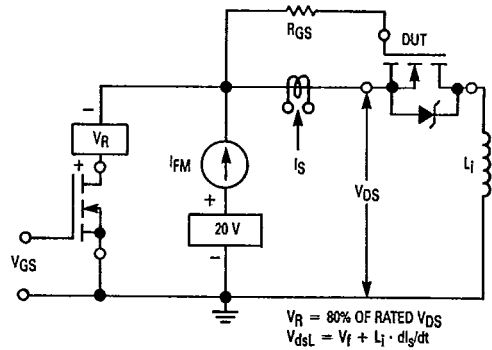 RGS
DUT
−
VR
+
IFM
IS
Li
VDS
+
20 V
−
VGS
VR = 80% OF RATED VDS
VdsL = Vf + Li · dIs/dt